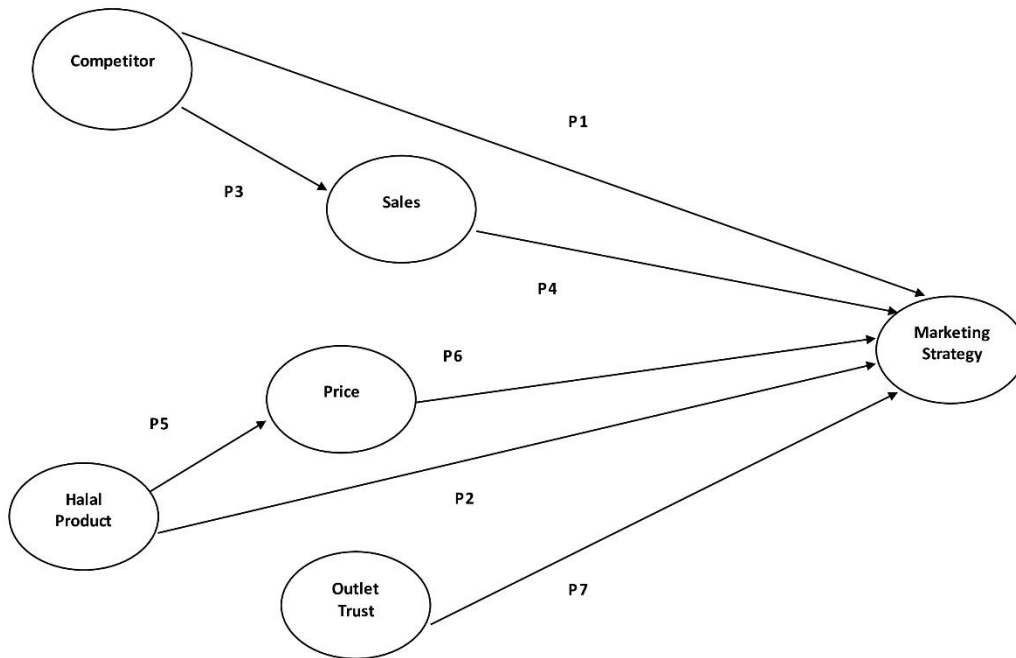 Competitor
P1
P3
Sales
P4
Marketing
Strategy
P6
Price
P5
Halal
Product
P2
Outlet
Trust
P7